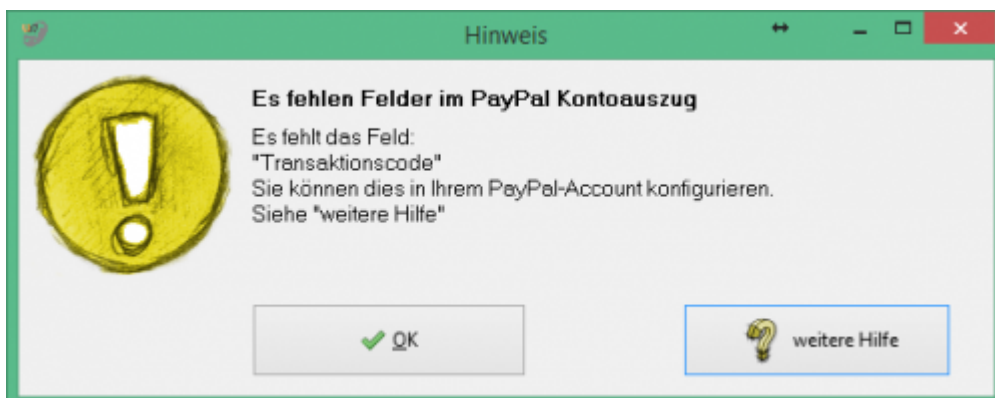 Hinweis
Es fehlen Felder im PayPal Kontoauszug
Es fehlt das Feld:
"Transaktionscode"
Sie können dies in Ihrem PayPal-Account konfigurieren.
Siehe "weitere Hilfe"
OK
weitere Hilfe